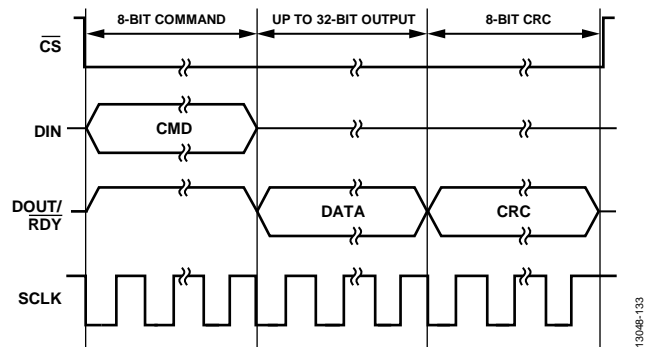 8-BIT COMMAND UP TO 32-BIT OUTPUT 8-BIT CRC
CS
DIN CMD
DOUT/
RDY DATA CRC
SCLK
13048-133